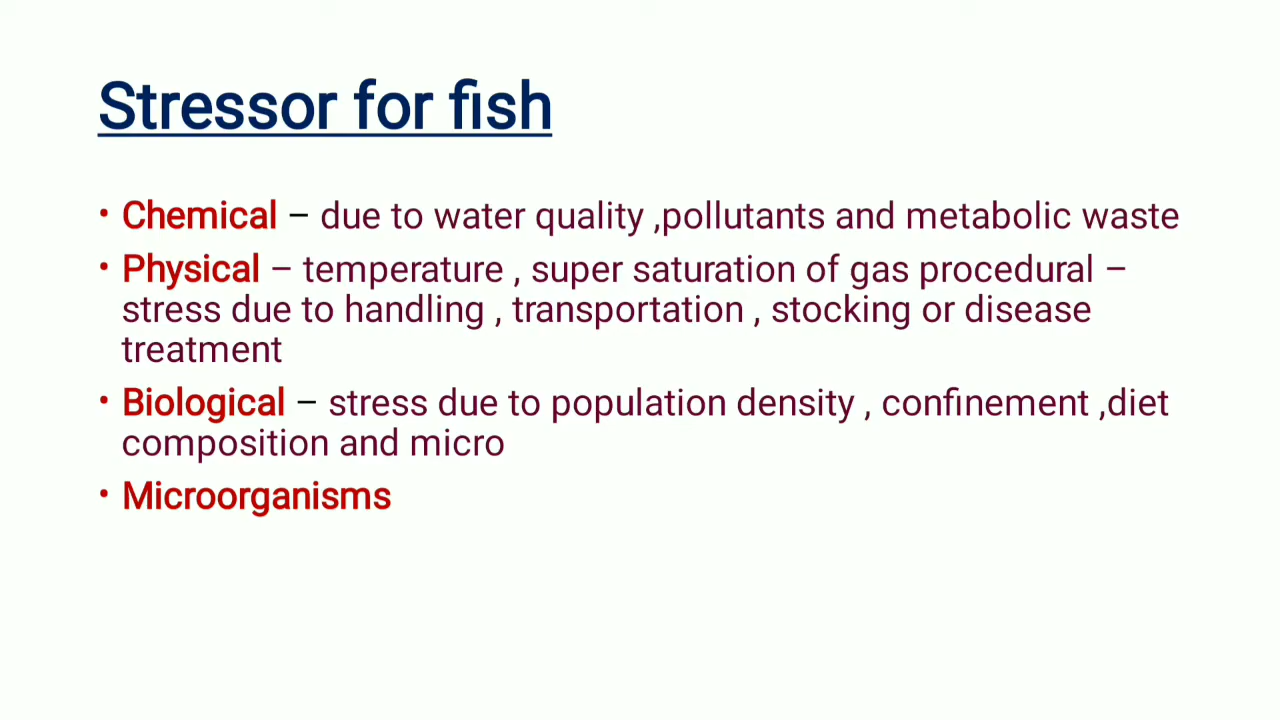 Stressor for fish
• Chemical – due to water quality ,pollutants and metabolic waste
• Physical – temperature , super saturation of gas procedural –
stress due to handling , transportation , stocking or disease
treatment
• Biological – stress due to population density , confinement ,diet
composition and micro
• Microorganisms